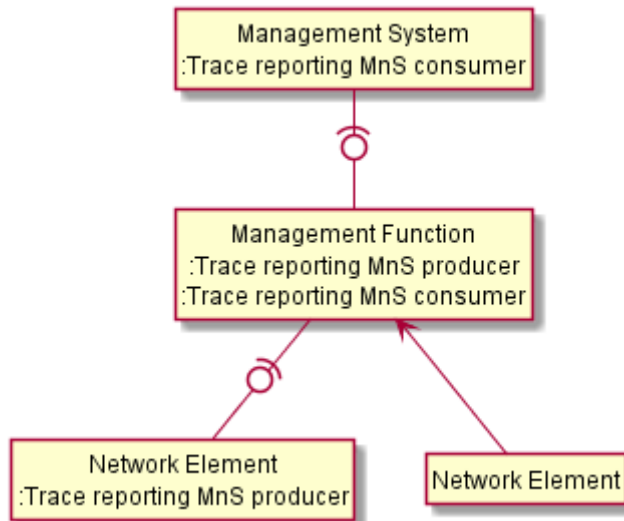 Management System
:Trace reporting MnS consumer
Management Function
:Trace reporting MnS producer
:Trace reporting MnS consumer
Network Element
:Trace reporting MnS producer
Network Element